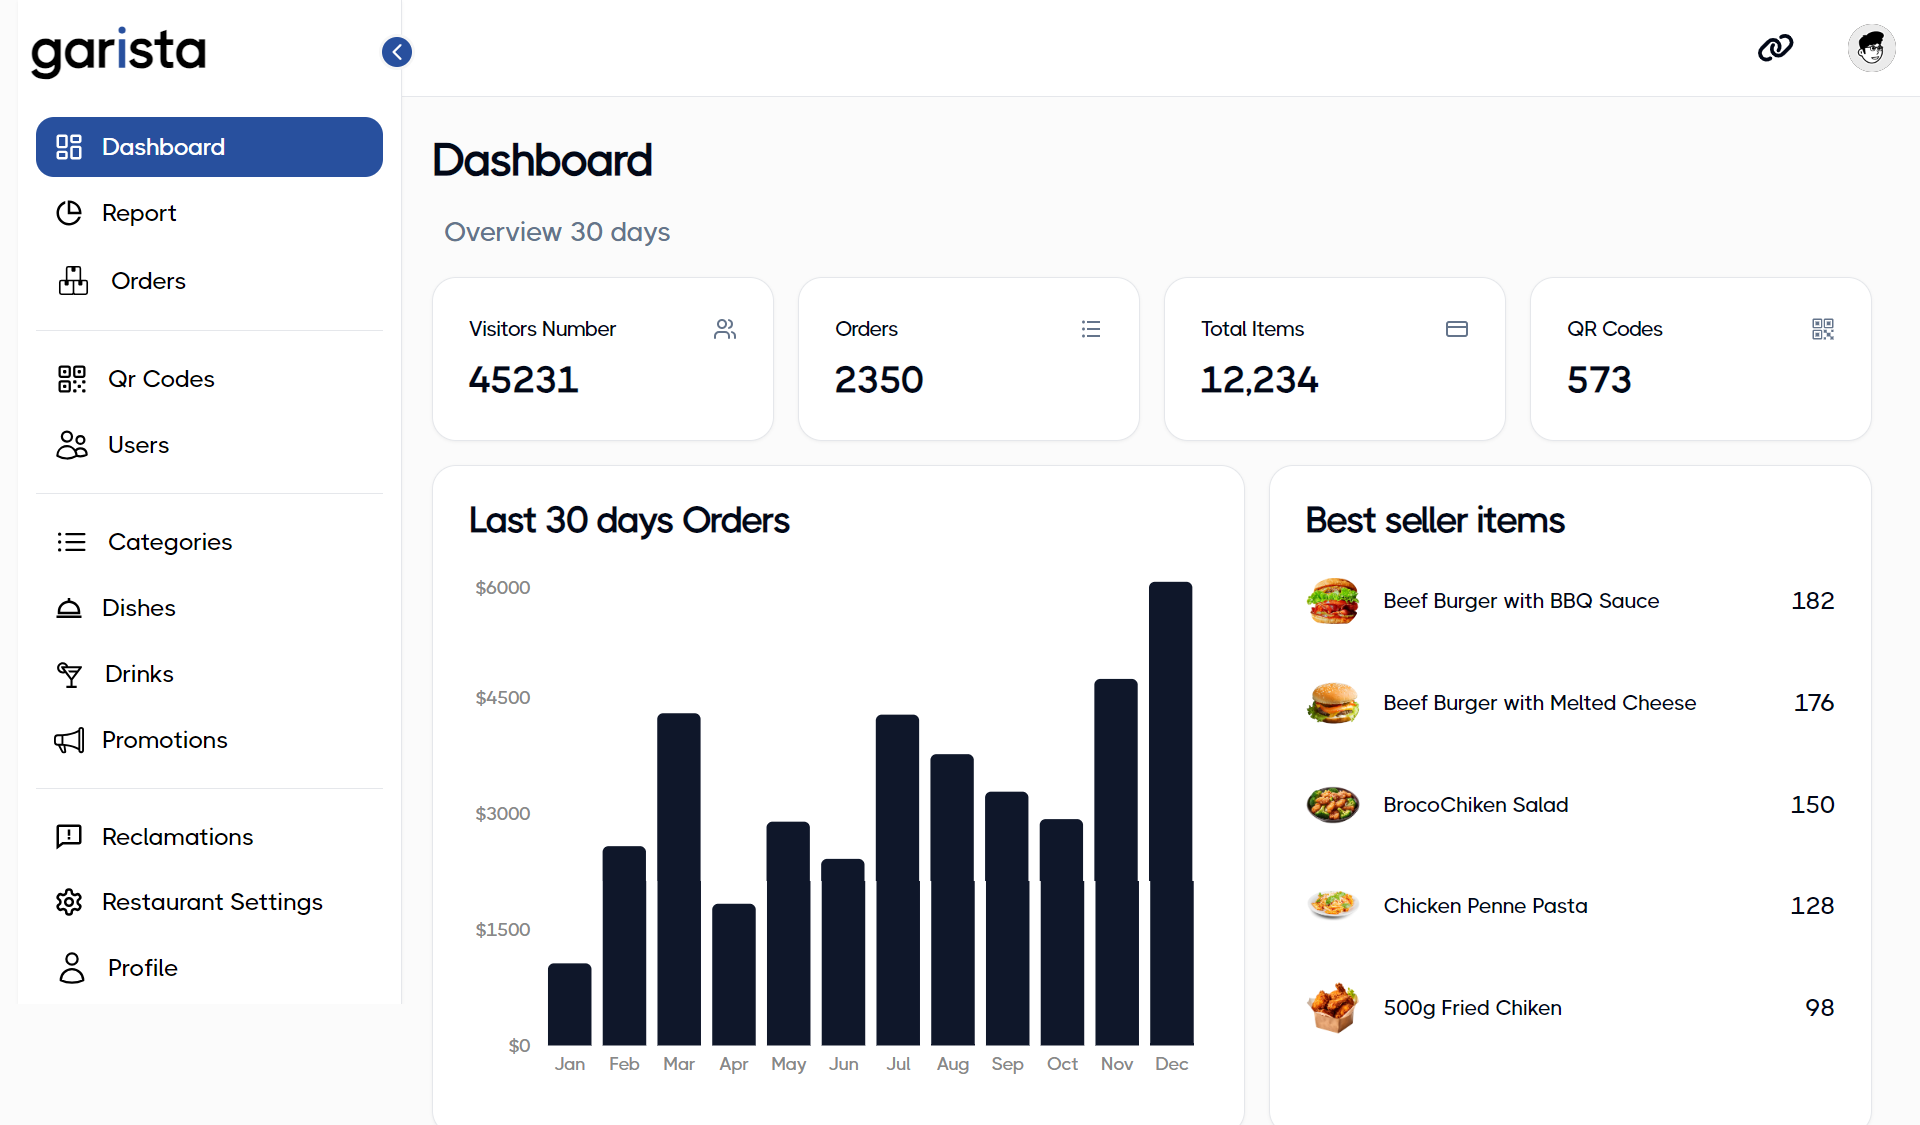 garista
Dashboard
Report
Orders
Qr Codes
Users
Categories
Dishes
Drinks
Promotions
Reclamations
Restaurant Settings
Profile
Dashboard
Overview 30 days
Visitors Number
45231
Orders
2350
Total Items
12,234
QR Codes
573
Last 30 days Orders
$6000
$4500
$3000
$1500
$0
Jan Feb Mar Apr May Jun Jul Aug Sep Oct Nov Dec
Best seller items
Beef Burger with BBQ Sauce 182
Beef Burger with Melted Cheese 176
BrocoChiken Salad 150
Chicken Penne Pasta 128
500g Fried Chiken 98